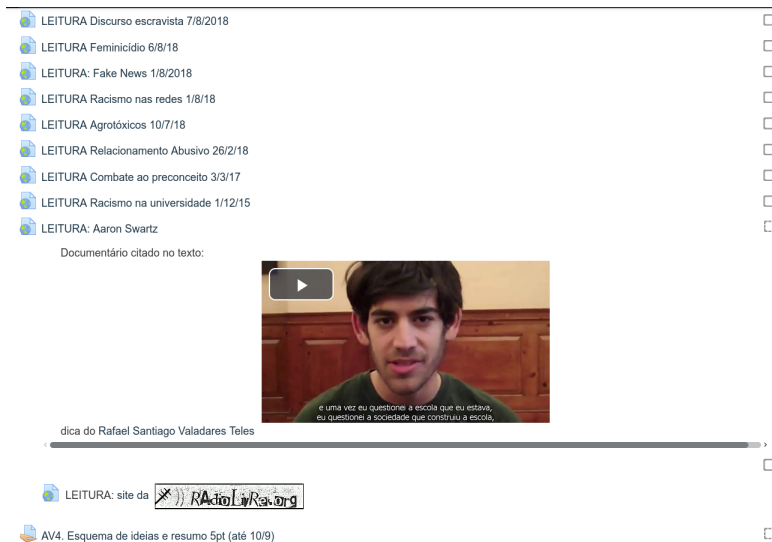 LEITURA Discurso escravista 7/8/2018
LEITURA Feminicídio 6/8/18
LEITURA: Fake News 1/8/2018
LEITURA Racismo nas redes 1/8/18
LEITURA Agrotóxicos 10/7/18
LEITURA Relacionamento Abusivo 26/2/18
LEITURA Combate ao preconceito 3/3/17
LEITURA Racismo na universidade 1/12/15
LEITURA: Aaron Swartz
Documentário citado no texto:
e uma vez eu questionei a escola que eu estava,
eu questionei a sociedade que construiu a escola,
dica do Rafael Santiago Valadares Teles
LEITURA: site da RAdioLivRe.org
AV4. Esquema de ideias e resumo 5pt (até 10/9)